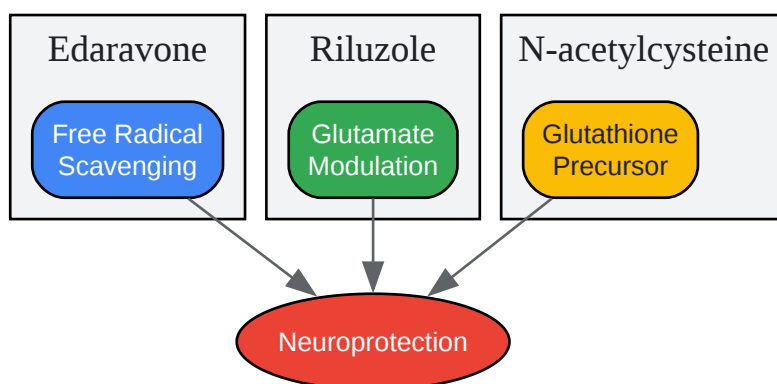 Edaravone
Free Radical
Scavenging
Riluzole
Glutamate
Modulation
N-acetylcysteine
Glutathione
Precursor
Neuroprotection